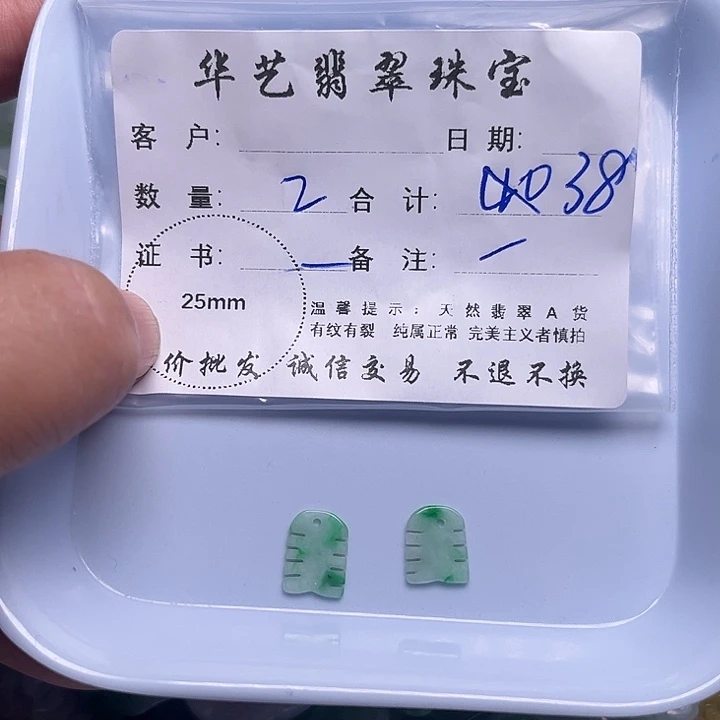 华艺翡翠珠宝
客 户： 日 期：
数 量： 2 合 计： 38
证 书： — 备 注： —
25mm
温馨提示：天然翡翠A货
有纹有裂 纯属正常 完美主义者慎拍
价批发 诚信交易 不退不换